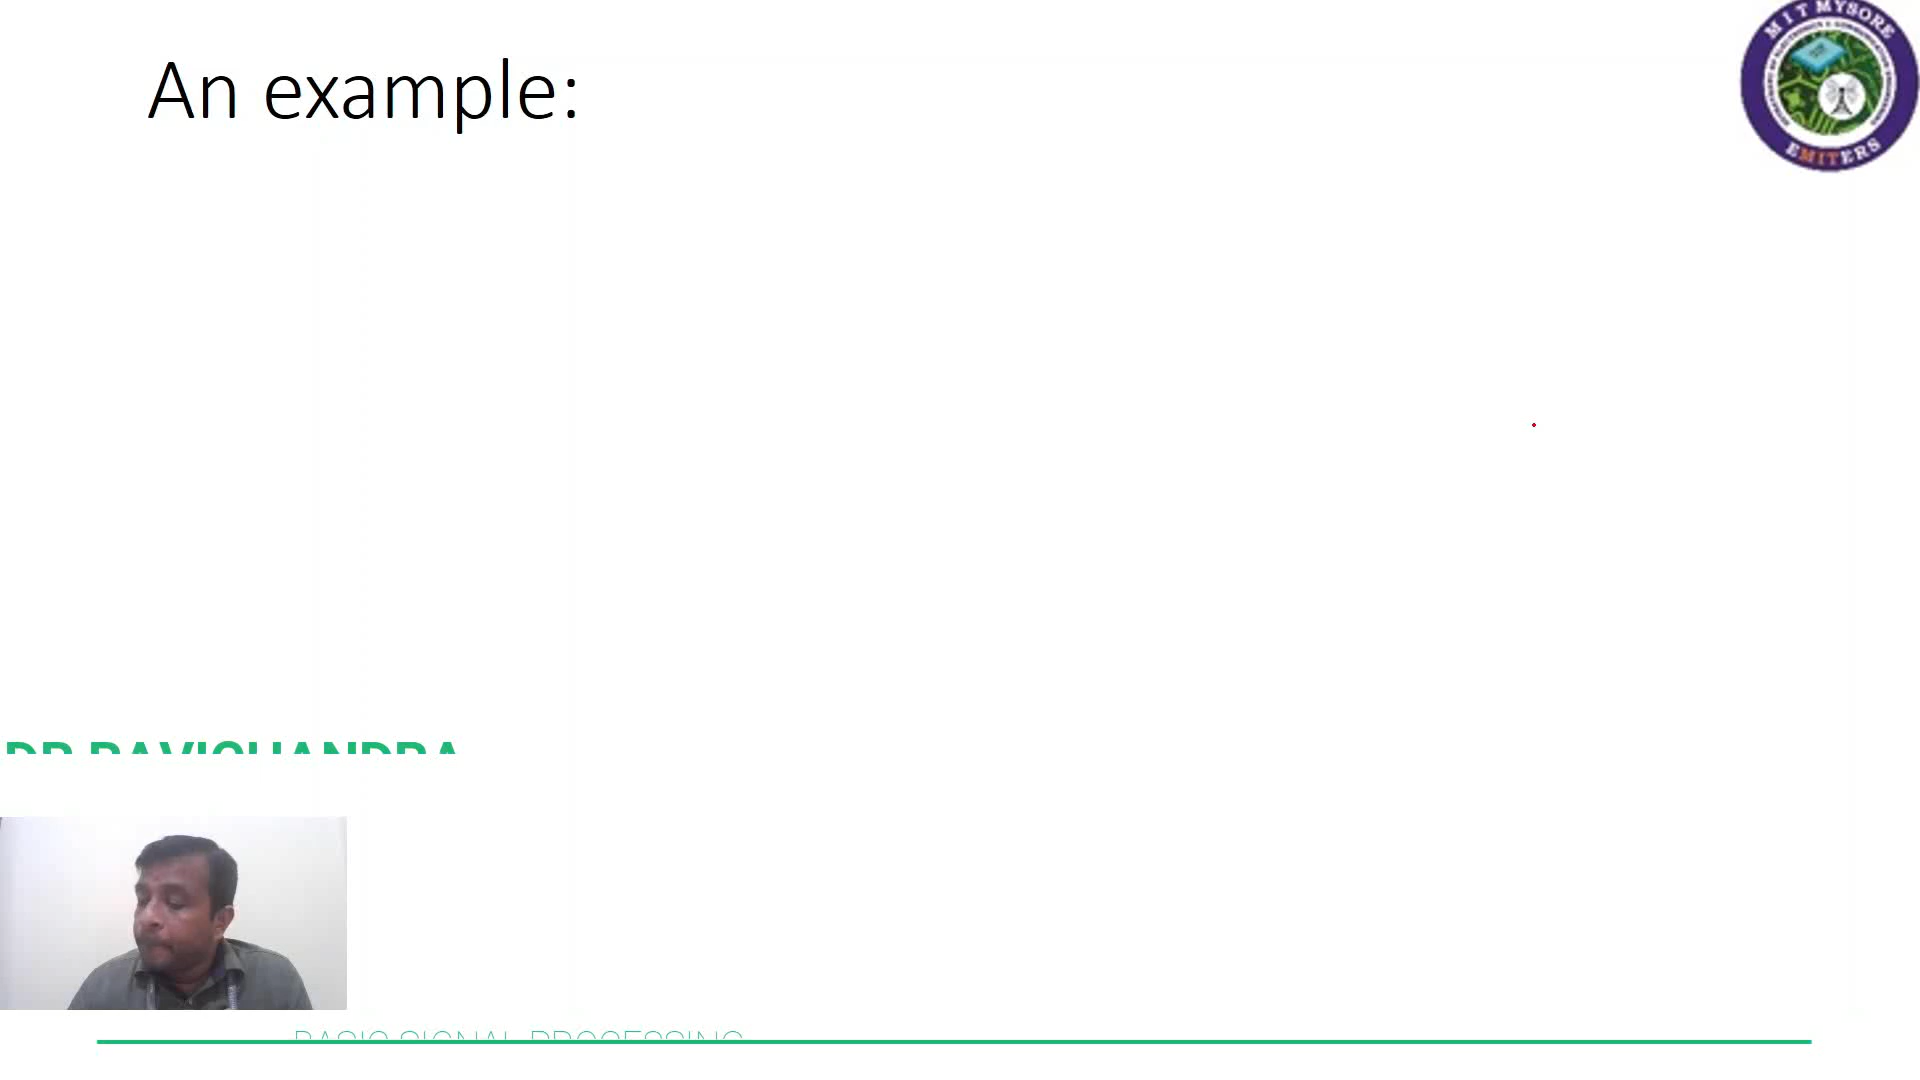 An example:
MIT MYSORE
EMITERS
DR RAVICHANDRA
BASIC SIGNAL PROCESSING